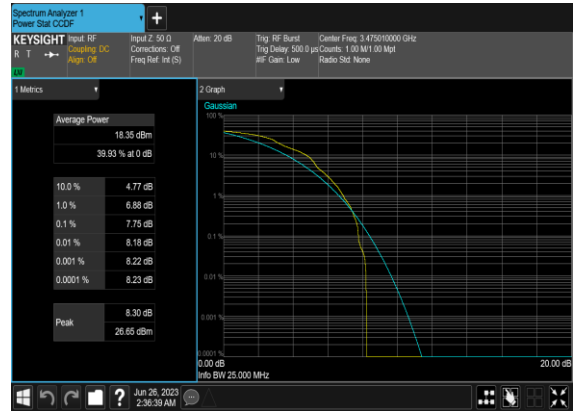 Spectrum Analyzer 1
Power Stat CCDF
KEYSIGHT
R T
LW
Input: RF
Coupling: DC
Align: Off
Input Z: 50 Ω
Corrections: Off
Freq Ref: Int (S)
Atten: 20 dB
Trig: RF Burst
Trig Delay: 500.0 µs
#IF Gain: Low
Center Freq: 3.475010000 GHz
Counts: 1.00 M/1.00 Mpt
Radio Std: None
1 Metrics
Average Power
18.35 dBm
39.93 % at 0 dB
10.0 % 4.77 dB
1.0 % 6.88 dB
0.1 % 7.75 dB
0.01 % 8.18 dB
0.001 % 8.22 dB
0.0001 % 8.23 dB
Peak
8.30 dB
26.65 dBm
2 Graph
Gaussian
100 %
10 %
1 %
0.1 %
0.01 %
0.001 %
0.0001 %
0.00 dB 20.00 dB
Info BW 25.000 MHz
?
Jun 26, 2023
2:36:39 AM